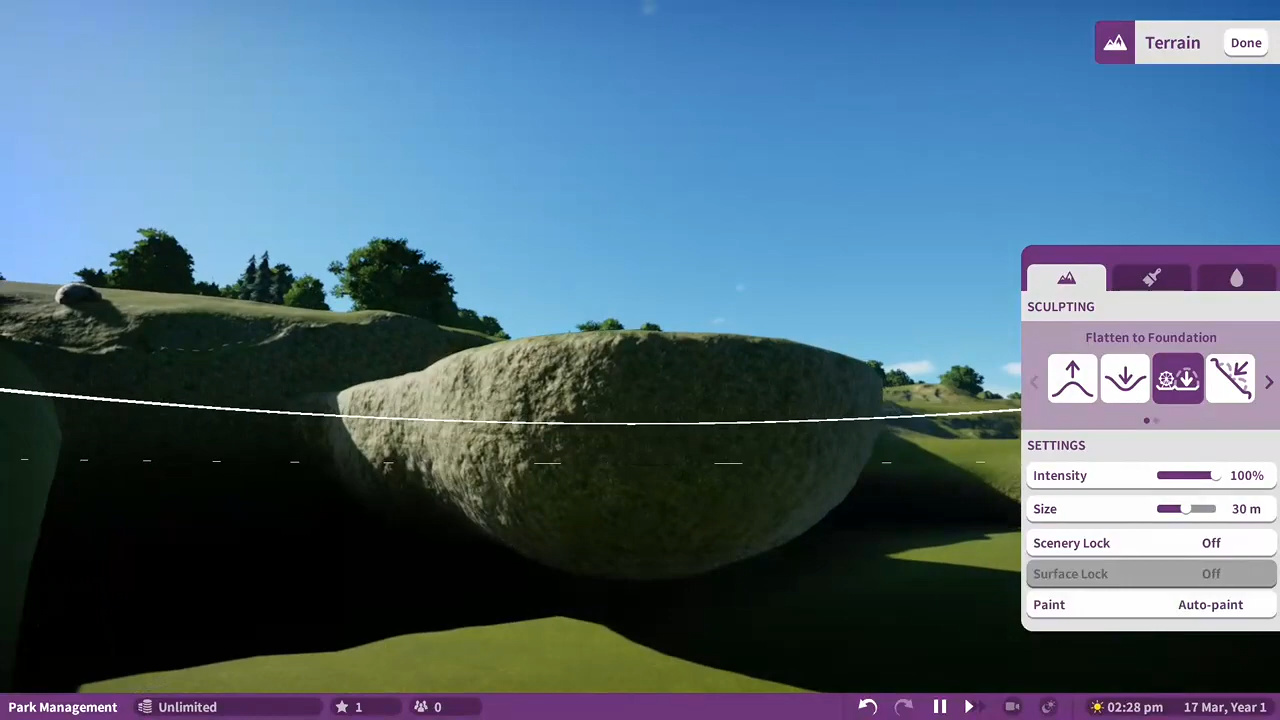 Terrain
Done
SCULPTING
Flatten to Foundation
SETTINGS
Intensity 100%
Size 30 m
Scenery Lock Off
Surface Lock Off
Paint Auto-paint
Park Management Unlimited 1 0 02:28 pm 17 Mar, Year 1